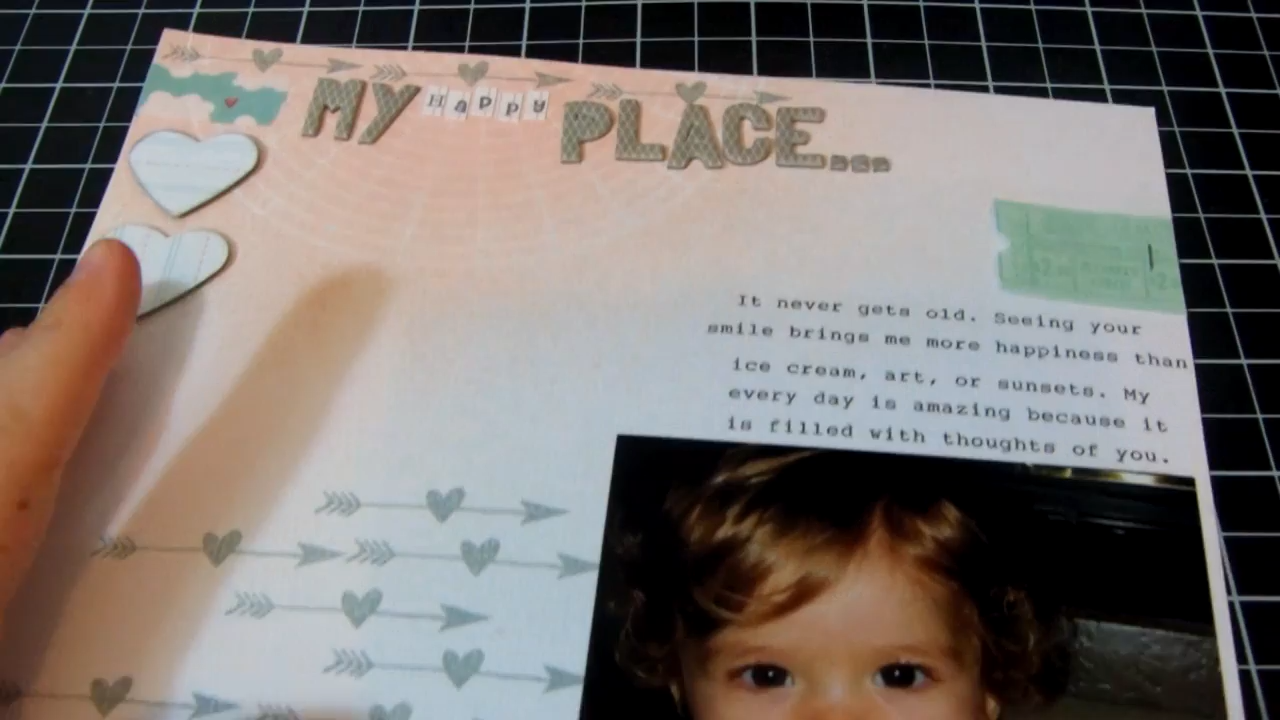 MY HAPPY PLACE...
It never gets old. Seeing your
smile brings me more happiness than
ice cream, art, or sunsets. My
every day is amazing because it
is filled with thoughts of you.